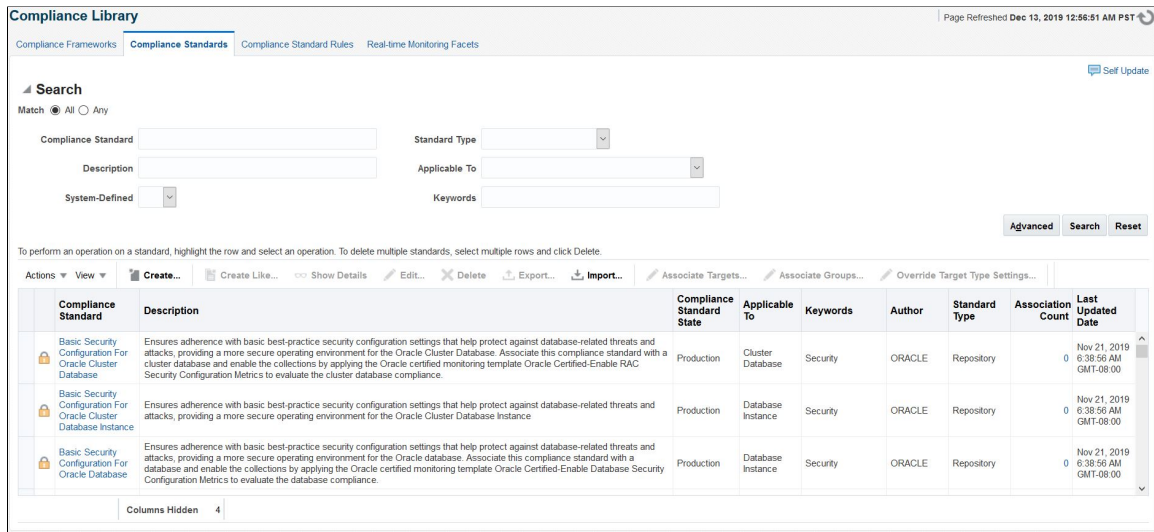 Compliance Library
Page Refreshed Dec 13, 2019 12:56:51 AM PST
Compliance Frameworks Compliance Standards Compliance Standard Rules Real-time Monitoring Facets
Self Update
Search
Match All Any
Compliance Standard Standard Type
Description Applicable To
System-Defined Keywords
Advanced Search Reset
To perform an operation on a standard, highlight the row and select an operation. To delete multiple standards, select multiple rows and click Delete.
Actions View Create... Create Like... Show Details Edit... Delete Export... Import... Associate Targets... Associate Groups... Override Target Type Settings...
Compliance
Standard
Description
Compliance
Standard
State
Applicable
To
Keywords
Author
Standard
Type
Association
Count
Last
Updated
Date
Basic Security
Configuration For
Oracle Cluster
Database
Ensures adherence with basic best-practice security configuration settings that help protect against database-related threats and
attacks, providing a more secure operating environment for the Oracle Cluster Database. Associate this compliance standard with a
cluster database and enable the collections by applying the Oracle certified monitoring template Oracle Certified-Enable RAC
Security Configuration Metrics to evaluate the cluster database compliance.
Production
Cluster
Database
Security
ORACLE
Repository
0
Nov 21, 2019
6:38:56 AM
GMT-08:00
Basic Security
Configuration For
Oracle Cluster
Database Instance
Ensures adherence with basic best-practice security configuration settings that help protect against database-related threats and
attacks, providing a more secure operating environment for the Oracle Cluster Database Instance
Production
Database
Instance
Security
ORACLE
Repository
0
Nov 21, 2019
6:38:56 AM
GMT-08:00
Basic Security
Configuration For
Oracle Database
Ensures adherence with basic best-practice security configuration settings that help protect against database-related threats and
attacks, providing a more secure operating environment for the Oracle database. Associate this compliance standard with a
database and enable the collections by applying the Oracle certified monitoring template Oracle Certified-Enable Database Security
Configuration Metrics to evaluate the database compliance.
Production
Database
Instance
Security
ORACLE
Repository
0
Nov 21, 2019
6:38:56 AM
GMT-08:00
Columns Hidden 4